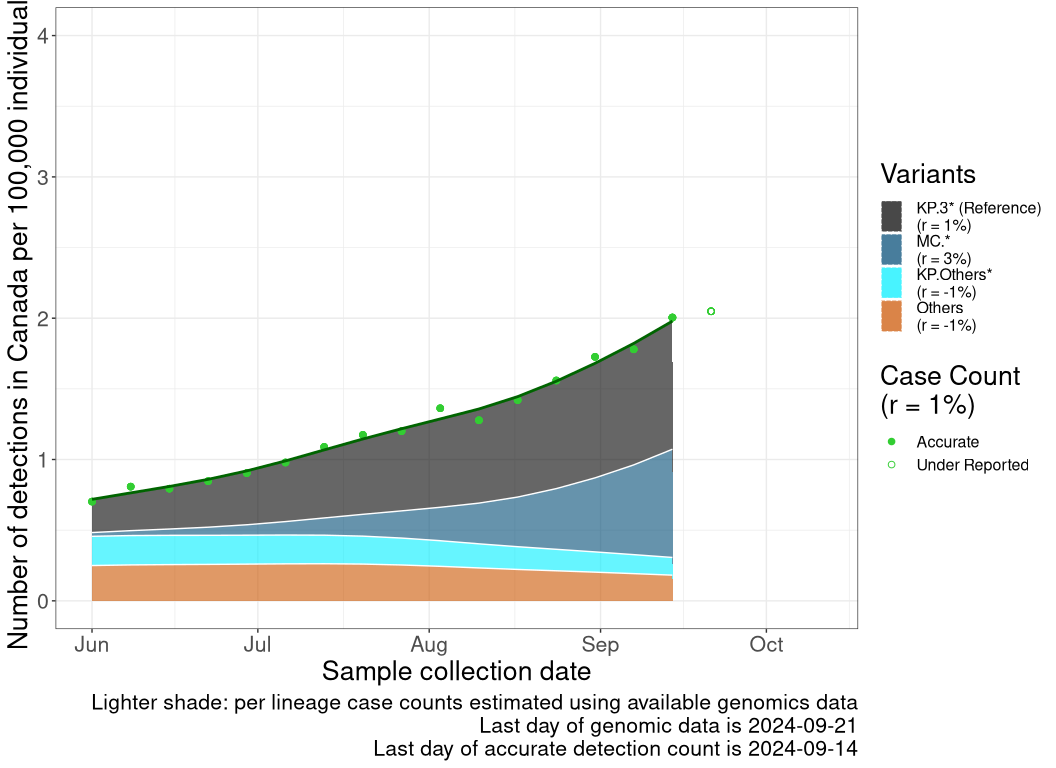 Number of detections in Canada per 100,000 individual
4
3
2
1
0
Jun Jul Aug Sep Oct
Sample collection date
Lighter shade: per lineage case counts estimated using available genomics data
Last day of genomic data is 2024-09-21
Last day of accurate detection count is 2024-09-14
Variants
KP.3* (Reference)
(r = 1%)
MC.*
(r = 3%)
KP.Others*
(r = -1%)
Others
(r = -1%)
Case Count
(r = 1%)
Accurate
Under Reported